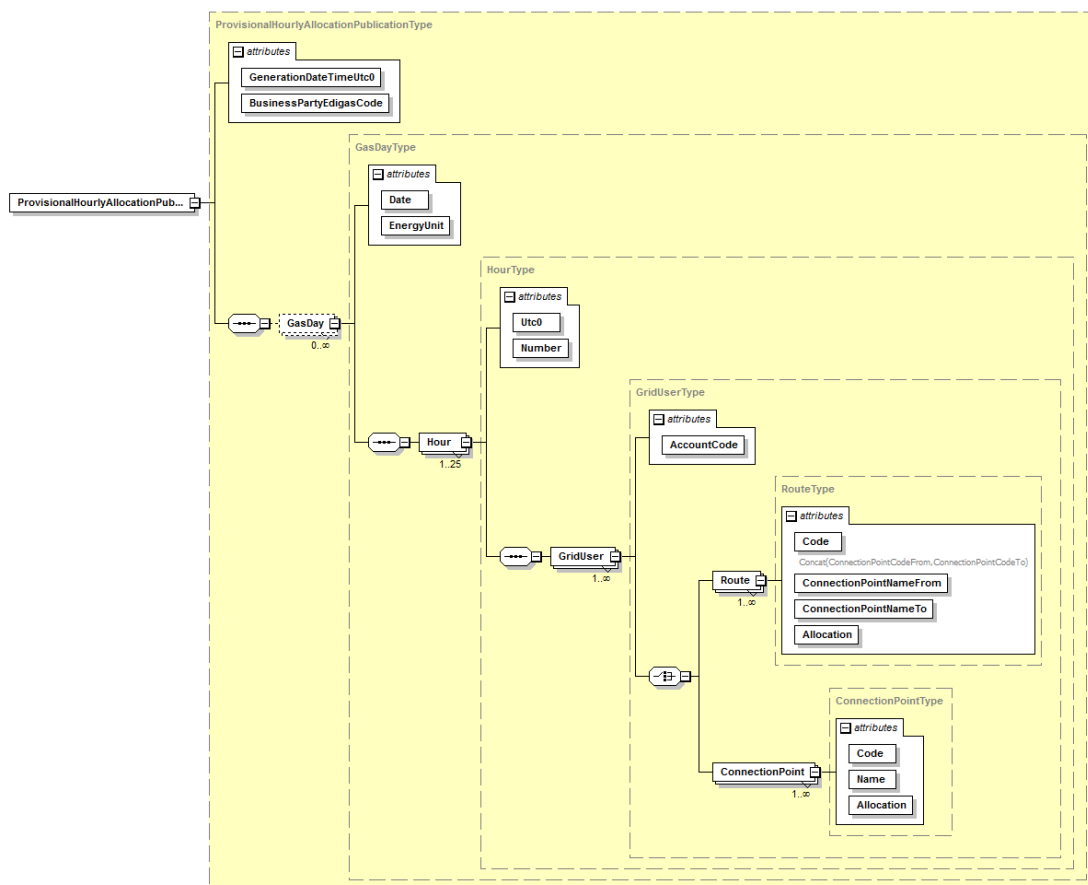 ProvisionalHourlyAllocationPublicationType
attributes
GenerationDateTimeUtc0
BusinessPartyEdigasCode
GasDayType
attributes
Date
EnergyUnit
ProvisionalHourlyAllocationPub...
HourType
attributes
Utc0
Number
GasDay
0..∞
GridUserType
attributes
AccountCode
Hour
1..25
RouteType
attributes
Code
Concat(ConnectionPointCodeFrom,ConnectionPointCodeTo)
ConnectionPointNameFrom
ConnectionPointNameTo
Allocation
GridUser
1..∞
Route
1..∞
ConnectionPointType
attributes
Code
Name
Allocation
ConnectionPoint
1..∞